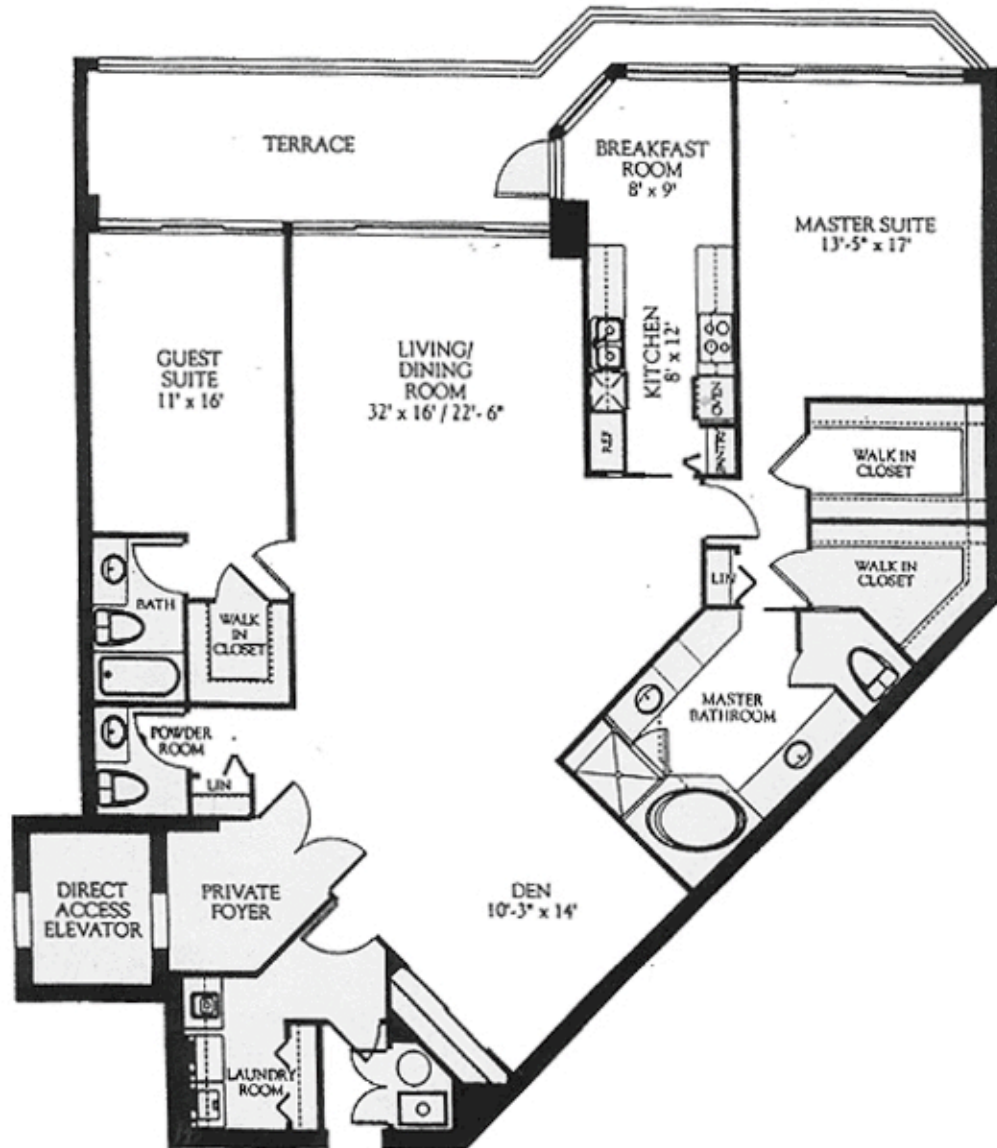 TERRACE
BREAKFAST
ROOM
8' x 9'
MASTER SUITE
13'-5" x 17'
GUEST
SUITE
11' x 16'
LIVING/
DINING
ROOM
32' x 16' / 22'- 6"
KITCHEN
8' x 12'
OVEN
REF
PANTRY
WALK IN
CLOSET
WALK IN
CLOSET
LIN
BATH
WALK
IN
CLOSET
MASTER
BATHROOM
POWDER
ROOM
LIN
DIRECT
ACCESS
ELEVATOR
PRIVATE
FOYER
DEN
10'-3" x 14'
LAUNDRY
ROOM